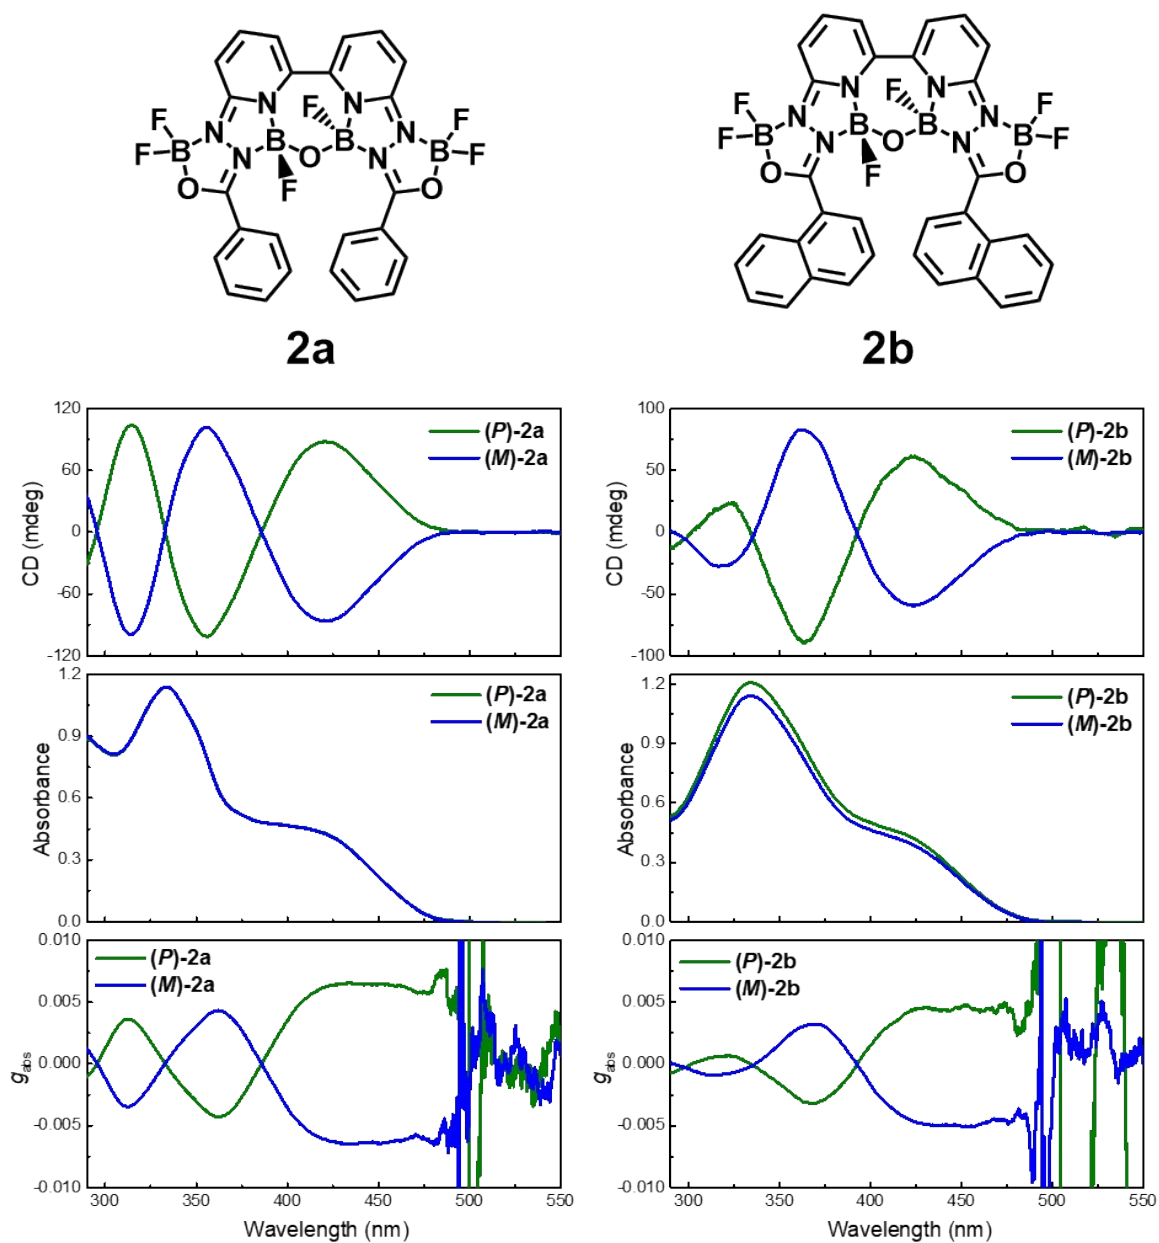 F F B N N N B F O F B N N N B F F O O
2a
F F B N N N B F O F B N N N B F F O O
2b
120
60
0
-60
-120
CD (mdeg)
(P)-2a
(M)-2a
100
50
0
-50
-100
CD (mdeg)
(P)-2b
(M)-2b
1.2
0.9
0.6
0.3
0.0
Absorbance
(P)-2a
(M)-2a
1.2
0.9
0.6
0.3
0.0
Absorbance
(P)-2b
(M)-2b
0.010
0.005
0.000
-0.005
-0.010
gabs
(P)-2a
(M)-2a
300 350 400 450 500 550
Wavelength (nm)
0.010
0.005
0.000
-0.005
-0.010
gabs
(P)-2b
(M)-2b
300 350 400 450 500 550
Wavelength (nm)